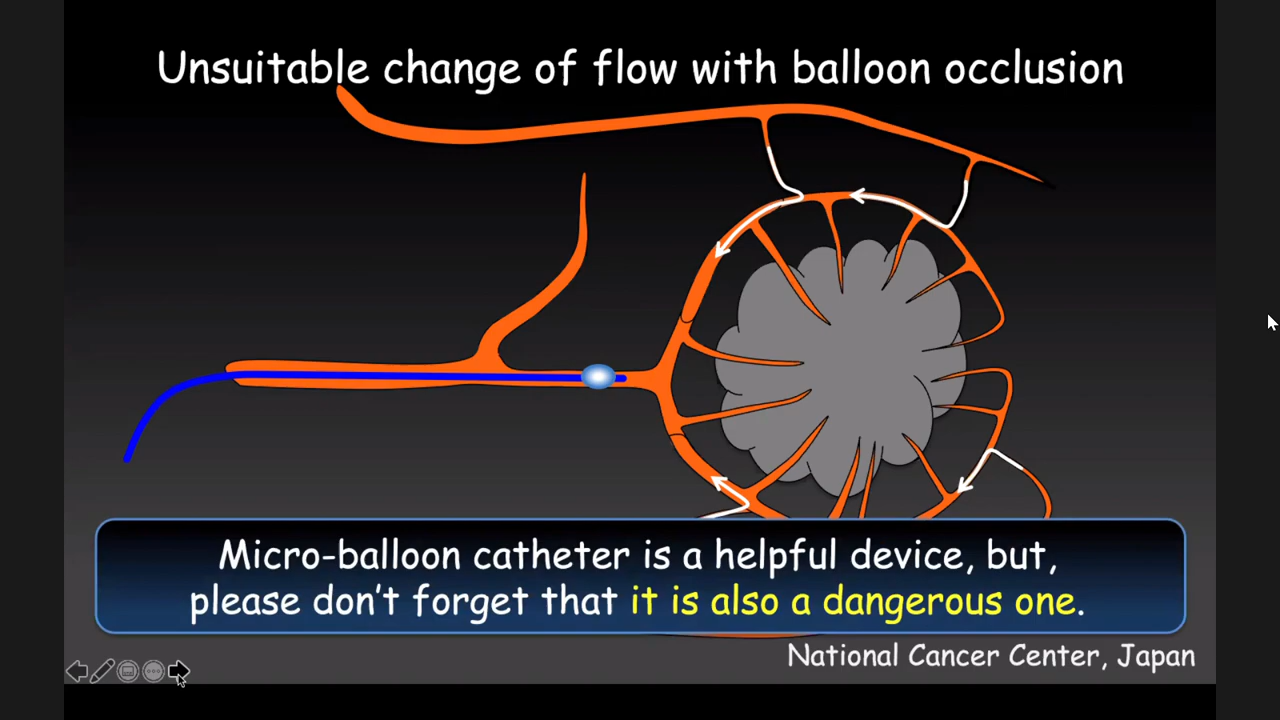 Unsuitable change of flow with balloon occlusion
Micro-balloon catheter is a helpful device, but,
please don't forget that it is also a dangerous one.
National Cancer Center, Japan